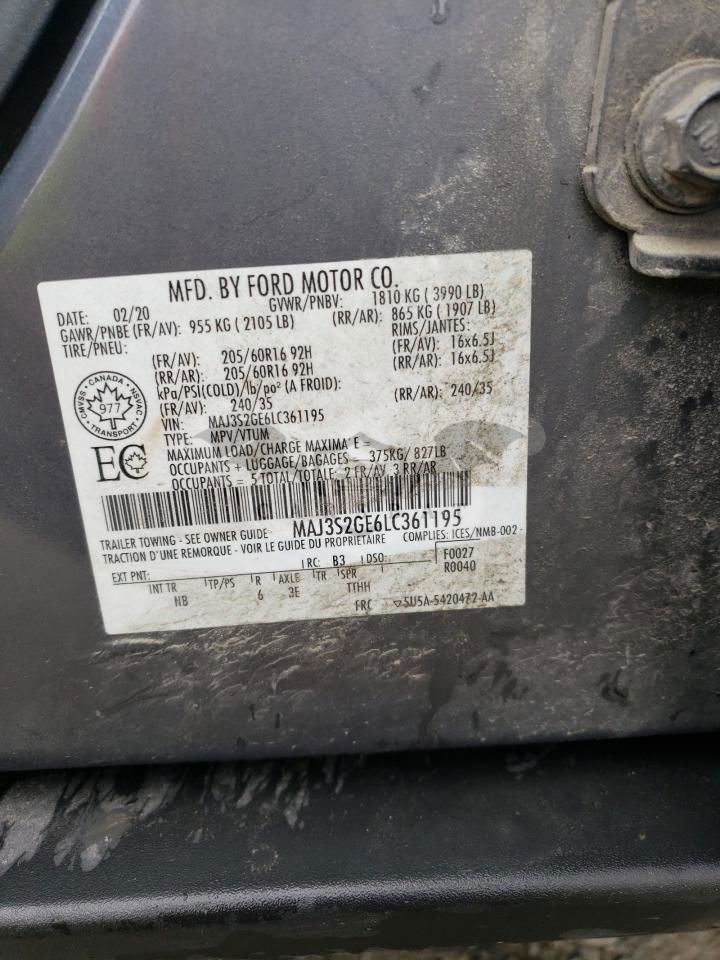 MFD. BY FORD MOTOR CO.
DATE: 02/20 GVWR/PNBV: 1810 KG ( 3990 LB)
GAWR/PNBE (FR/AV): 955 KG ( 2105 LB) (RR/AR): 865 KG ( 1907 LB)
TIRE/PNEU: RIMS/JANTES:
(FR/AV): 205/60R16 92H (FR/AV): 16x6.5J
(RR/AR): 205/60R16 92H (RR/AR): 16x6.5J
kPa/PSI(COLD)/lb/po² (A FROID):
(FR/AV): 240/35 (RR/AR): 240/35
VIN: MAJ3S2GE6LC361195
TYPE: MPV/VTUM
MAXIMUM LOAD/CHARGE MAXIMA E =
OCCUPANTS + LUGGAGE/BAGAGES = 375KG/ 827LB
OCCUPANTS = 5 TOTAL/TOTALE: 2 FR/AV, 3 RR/AR
CANADA
CMVSS NSVAC
977
TRANSPORT
EC
MAJ3S2GE6LC361195
TRAILER TOWING - SEE OWNER GUIDE COMPLIES: ICES/NMB-002
TRACTION D'UNE REMORQUE - VOIR LE GUIDE DU PROPRIETAIRE
EXT PNT: RC: B3 DSO: F0027
R0040
INT TR TP/PS R AXLE TR SPR
NB 6 3E TTHH
FRC ▽5U5A-5420472-AA